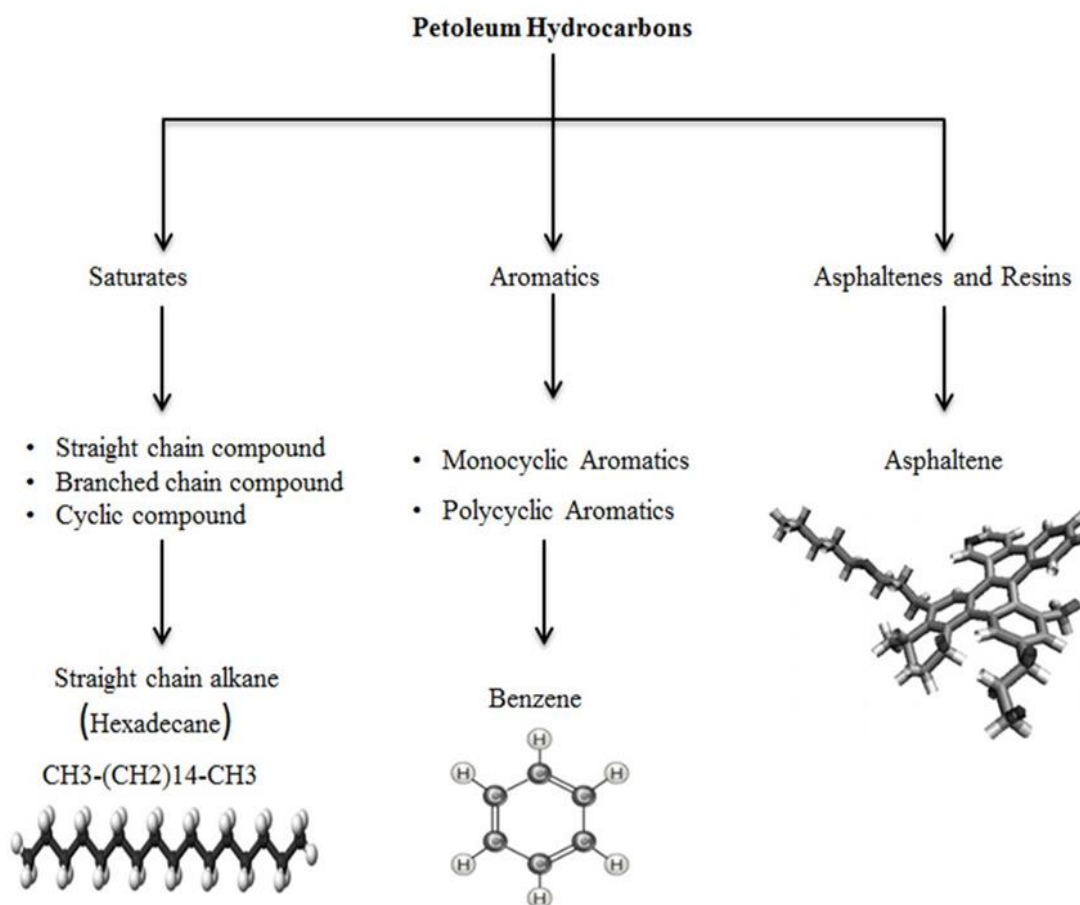 Petoleum Hydrocarbons
Saturates
Aromatics
Asphaltenes and Resins
• Straight chain compound
• Branched chain compound
• Cyclic compound
• Monocyclic Aromatics
• Polycyclic Aromatics
Asphaltene
Straight chain alkane
(Hexadecane)
CH3-(CH2)14-CH3
Benzene
H
H C H
C C
C C
H C H
H